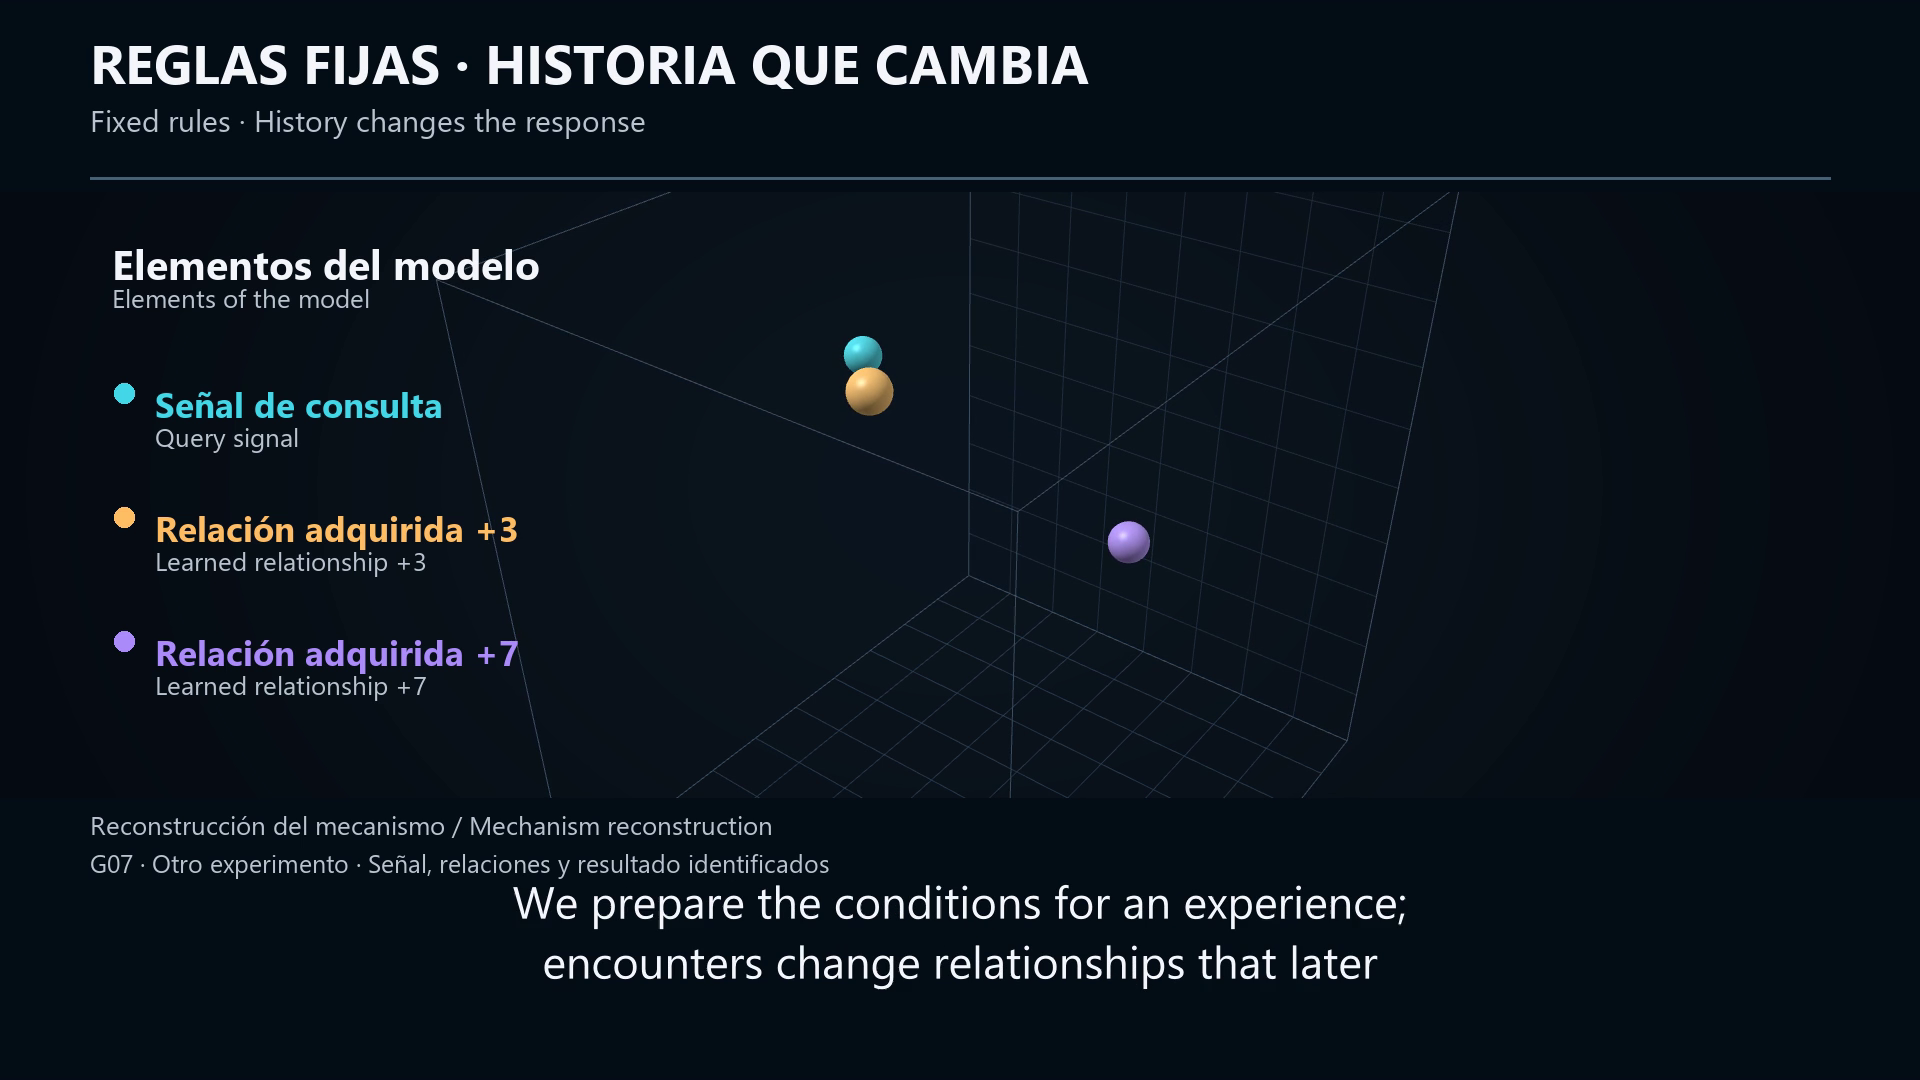 REGLAS FIJAS · HISTORIA QUE CAMBIA
Fixed rules · History changes the response
Elementos del modelo
Elements of the model
Señal de consulta
Query signal
Relación adquirida +3
Learned relationship +3
Relación adquirida +7
Learned relationship +7
Reconstrucción del mecanismo / Mechanism reconstruction
G07 · Otro experimento · Señal, relaciones y resultado identificados
We prepare the conditions for an experience;
encounters change relationships that later